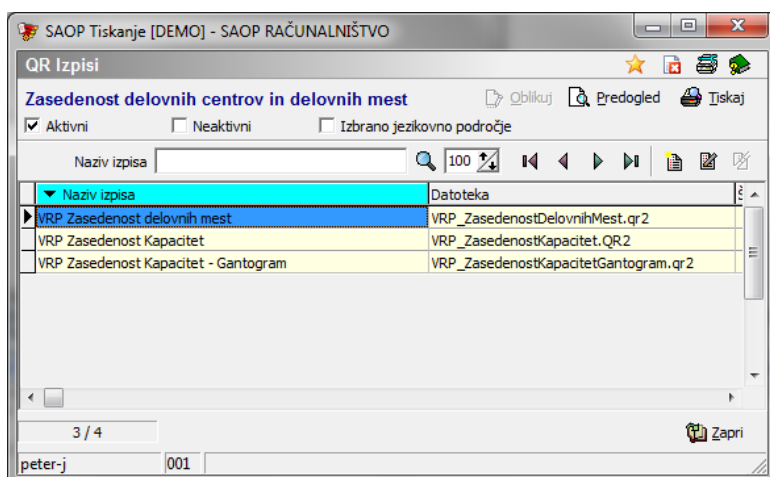 SAOP Tiskanje [DEMO] - SAOP RAČUNALNIŠTVO
QR Izpisi
Zasedenost delovnih centrov in delovnih mest Oblikuj Predogled Tiskaj
Aktivni Neaktivni Izbrano jezikovno področje
Naziv izpisa 100
Naziv izpisa Datoteka Š
VRP Zasedenost delovnih mest VRP_ZasedenostDelovnihMest.qr2
VRP Zasedenost Kapacitet VRP_ZasedenostKapacitet.QR2
VRP Zasedenost Kapacitet - Gantogram VRP_ZasedenostKapacitetGantogram.qr2
3 / 4 Zapri
peter-j 001